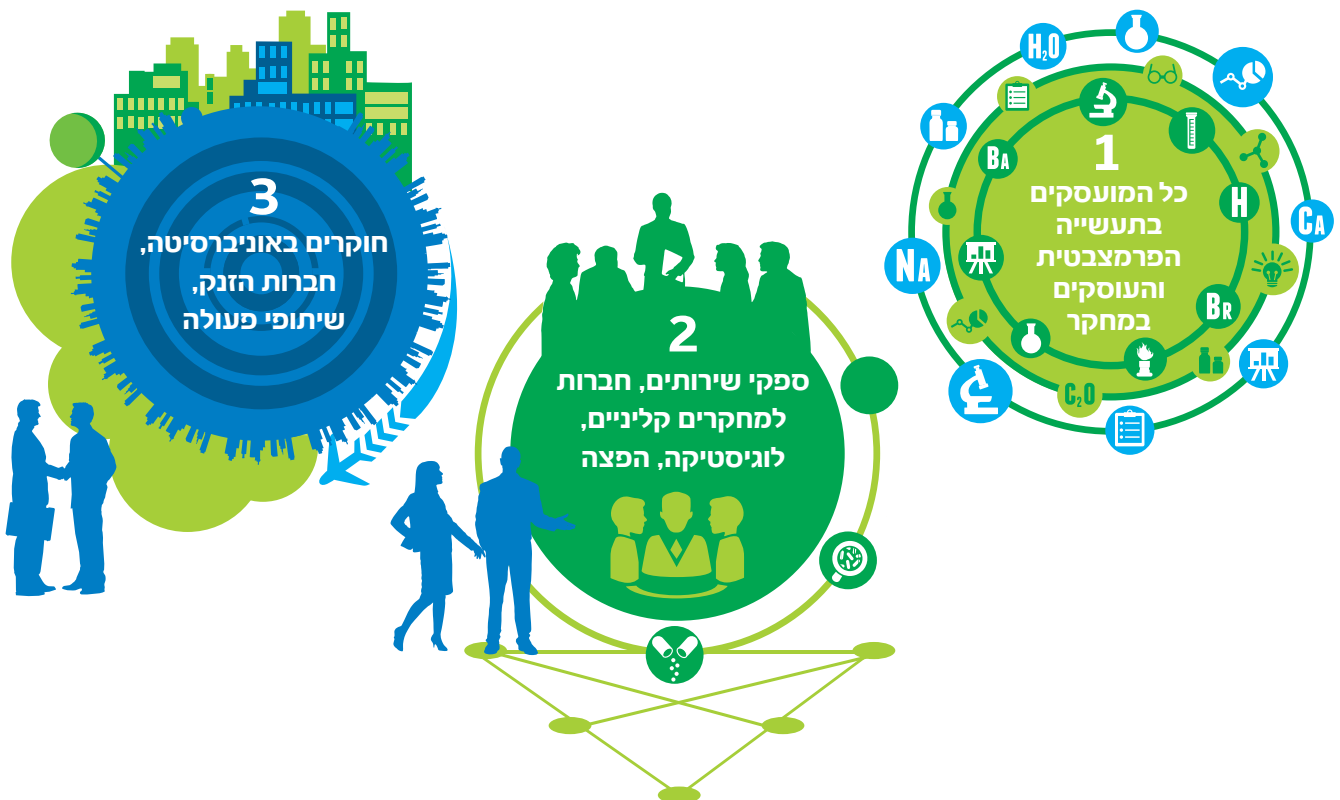 1
כל המועסקים
בתעשייה
הפרמצבטית
והעוסקים
במחקר
H₂O
BA
H
CA
NA
BR
C₂O
2
ספקי שירותים, חברות
למחקרים קליניים,
לוגיסטיקה, הפצה
3
חוקרים באוניברסיטה,
חברות הזנק,
שיתופי פעולה